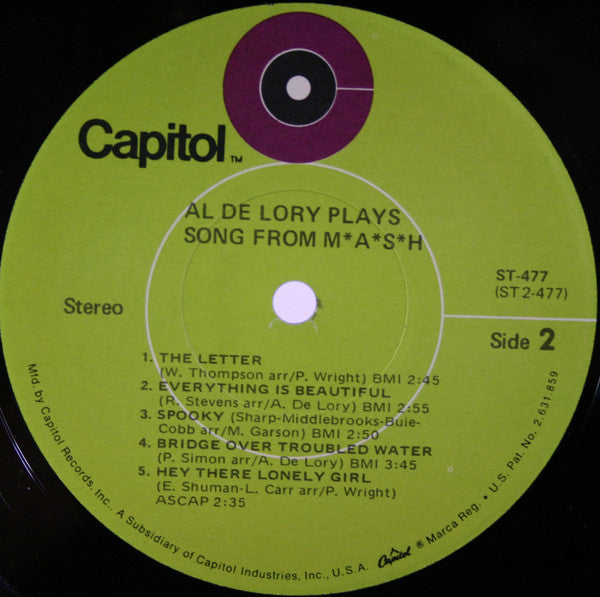 Capitol™
AL DE LORY PLAYS
SONG FROM M*A*S*H
ST-477
(ST 2-477)
Stereo
Side 2
1. THE LETTER
(W. Thompson arr/P. Wright) BMI 2:45
2. EVERYTHING IS BEAUTIFUL
(R. Stevens arr/A. De Lory) BMI 2:55
3. SPOOKY (Sharp-Middlebrooks-Buie-
Cobb arr/M. Garson) BMI 2:50
4. BRIDGE OVER TROUBLED WATER
(P. Simon arr/A. De Lory) BMI 3:45
5. HEY THERE LONELY GIRL
(E. Shuman-L. Carr arr/P. Wright)
ASCAP 2:35
Mfd. by Capitol Records, Inc., A Subsidiary of Capitol Industries, Inc., U.S.A. Capitol ® Marca Reg. • U.S. Pat. No. 2,631,859